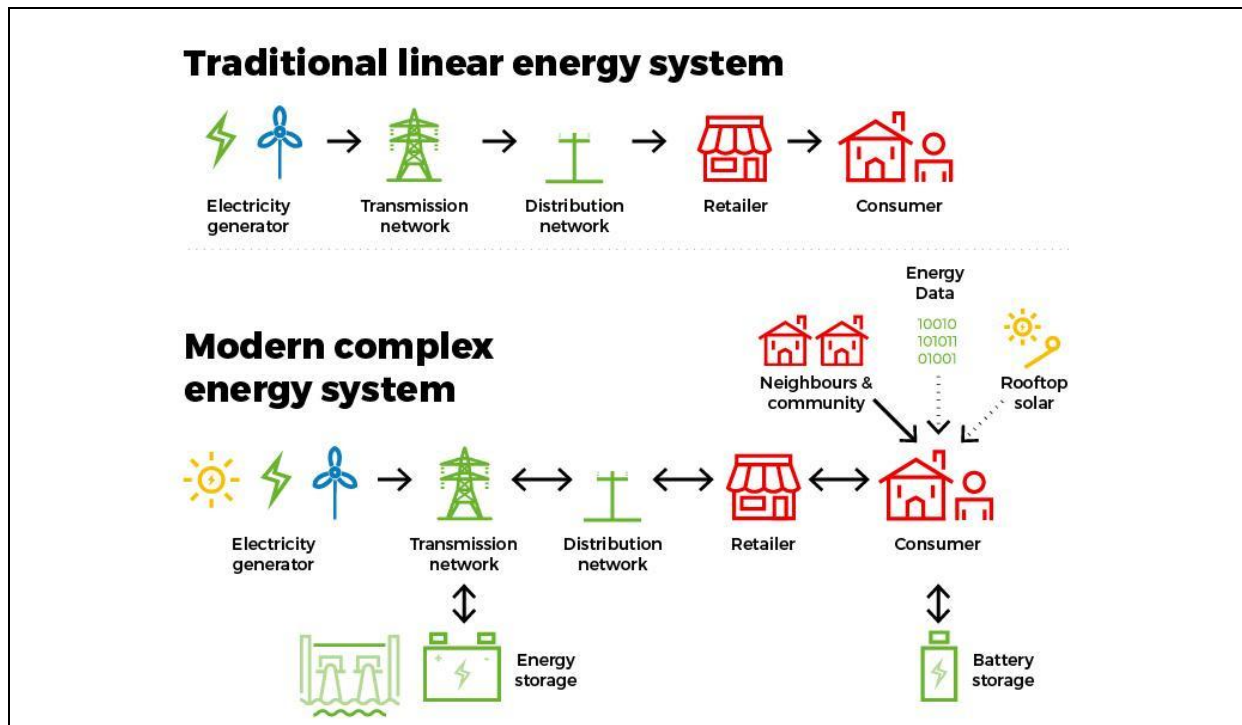 Traditional linear energy system
Electricity
generator
Transmission
network
Distribution
network
Retailer
Consumer
Energy
Data
10010
101011
01001
Modern complex
energy system
Neighbours &
community
Rooftop
solar
Electricity
generator
Transmission
network
Distribution
network
Retailer
Consumer
Energy
storage
Battery
storage